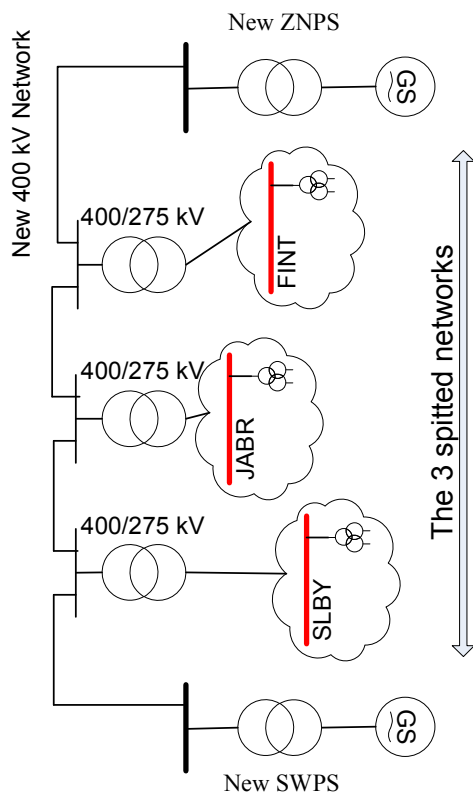 New ZNPS
GS
New 400 kV Network
400/275 kV
FINT
400/275 kV
JABR
The 3 spitted networks
400/275 kV
SLBY
GS
New SWPS